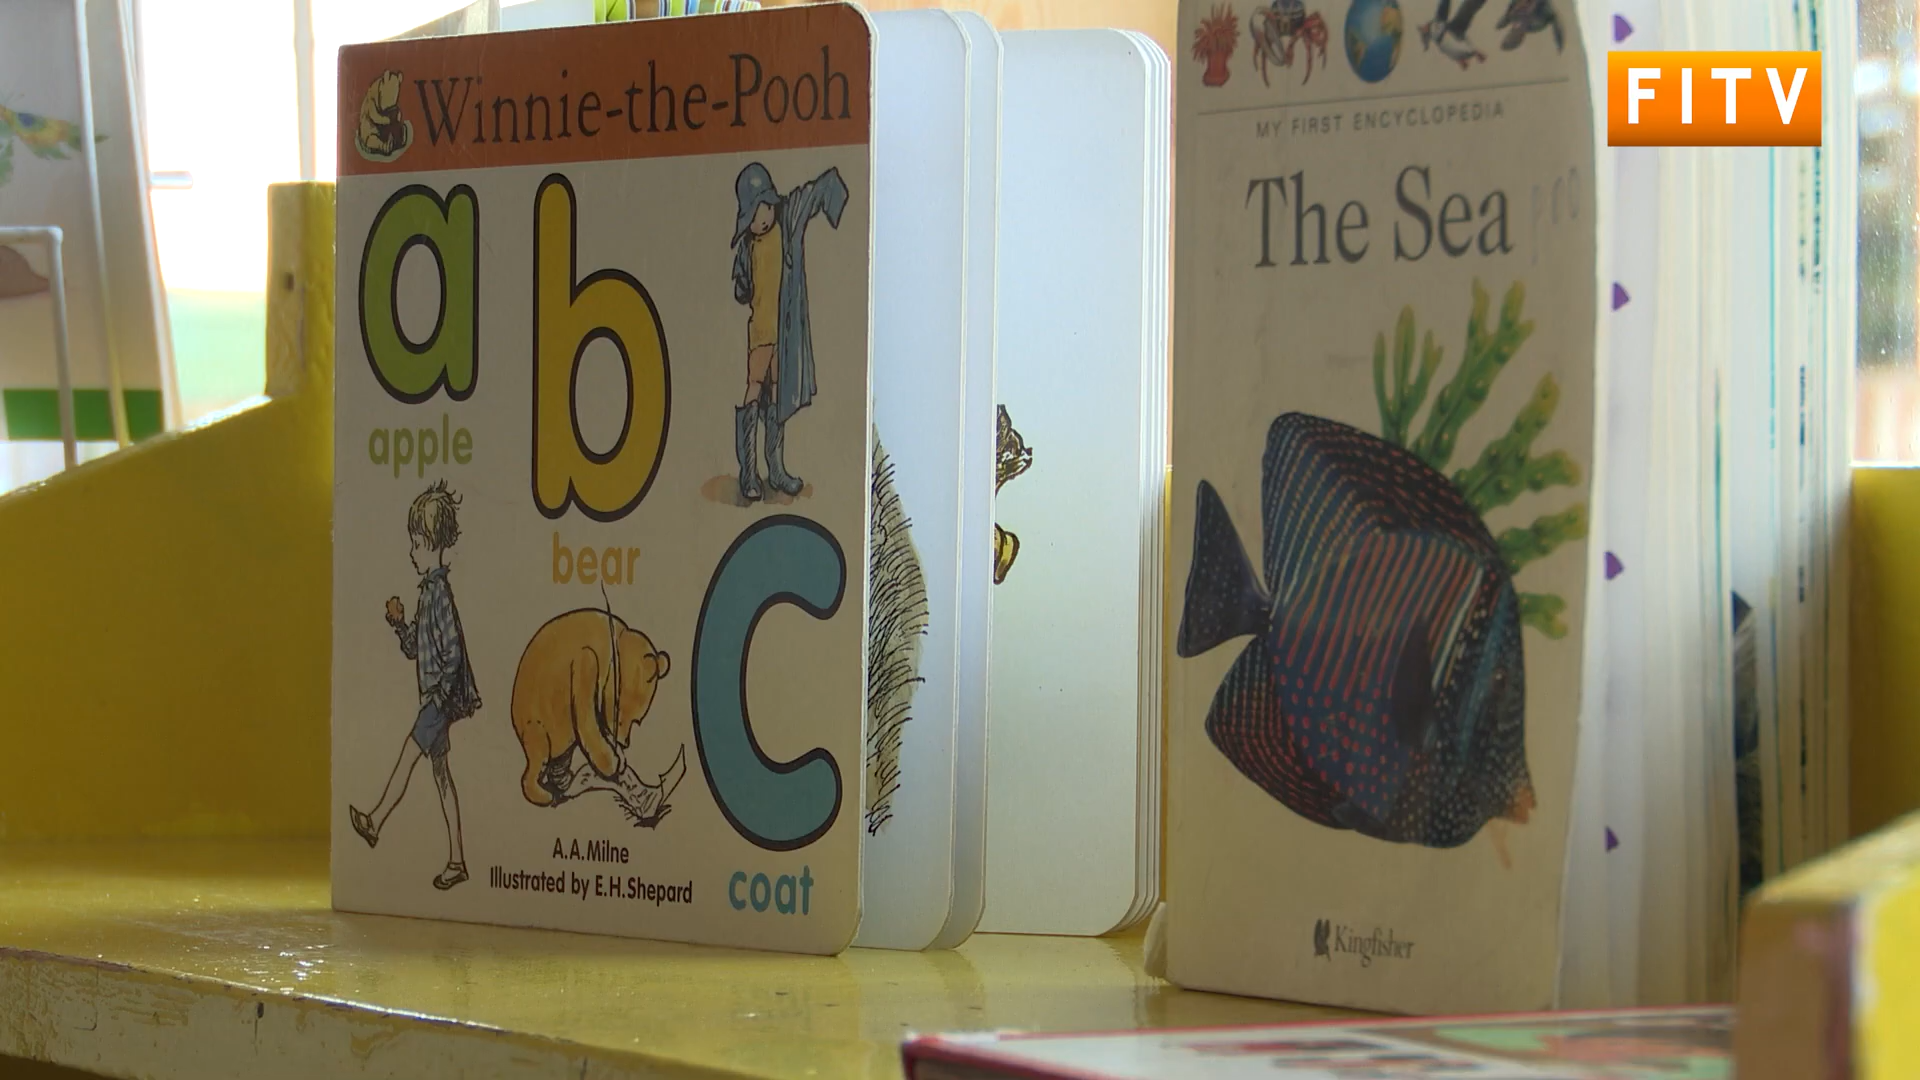 Winnie-the-Pooh
a
apple
b
bear
c
coat
A.A.Milne
Illustrated by E.H.Shepard
MY FIRST ENCYCLOPEDIA
The Sea
Kingfisher
FITV